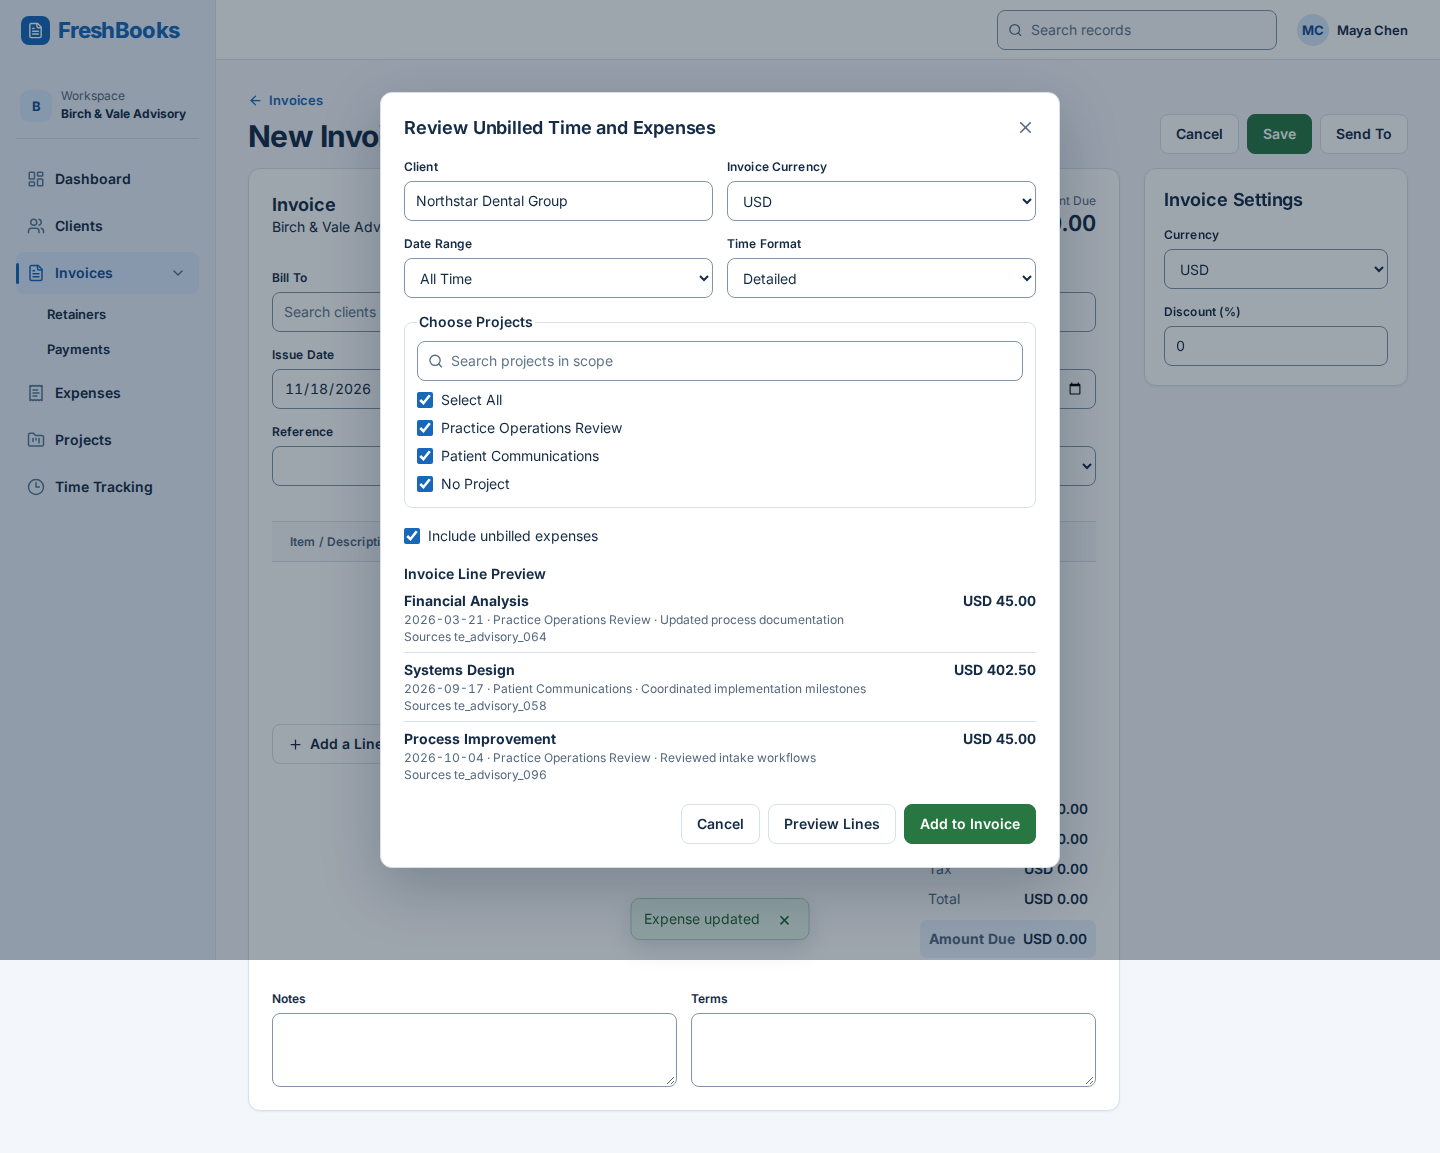 FreshBooks
Search records
MC
Maya Chen
B
Workspace
Birch & Vale Advisory
Dashboard
Clients
Invoices
Retainers
Payments
Expenses
Projects
Time Tracking
Invoices
New Invoi
Cancel
Save
Send To
Invoice
Birch & Vale Adv
nt Due
0.00
Bill To
Search clients
Issue Date
11/18/2026
Reference
Item / Descripti
Add a Line
Review Unbilled Time and Expenses
Client
Invoice Currency
Northstar Dental Group
USD
Date Range
Time Format
All Time
Detailed
Choose Projects
Search projects in scope
Select All
Practice Operations Review
Patient Communications
No Project
Include unbilled expenses
Invoice Line Preview
Financial Analysis
USD 45.00
2026-03-21 · Practice Operations Review · Updated process documentation
Sources te_advisory_064
Systems Design
USD 402.50
2026-09-17 · Patient Communications · Coordinated implementation milestones
Sources te_advisory_058
Process Improvement
USD 45.00
2026-10-04 · Practice Operations Review · Reviewed intake workflows
Sources te_advisory_096
Cancel
Preview Lines
Add to Invoice
Invoice Settings
Currency
USD
Discount (%)
0
0.00
0.00
Tax
USD 0.00
Total
USD 0.00
Amount Due
USD 0.00
Expense updated
Notes
Terms